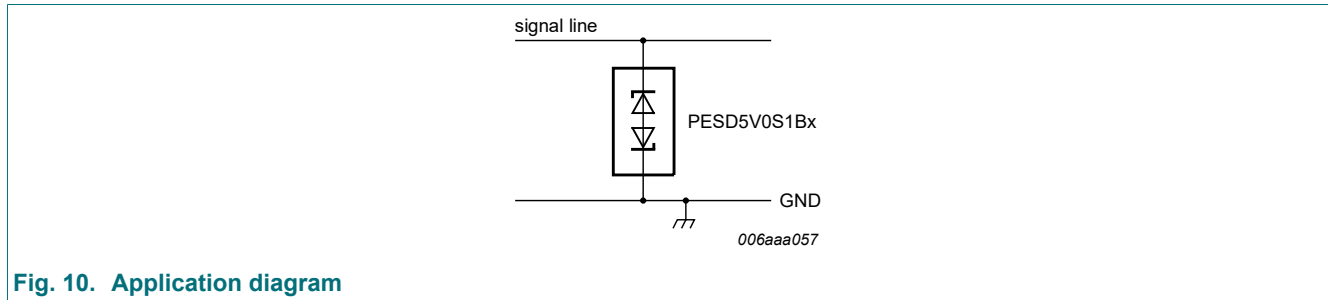 signal line
PESD5V0S1Bx
GND
006aaa057
Fig. 10. Application diagram